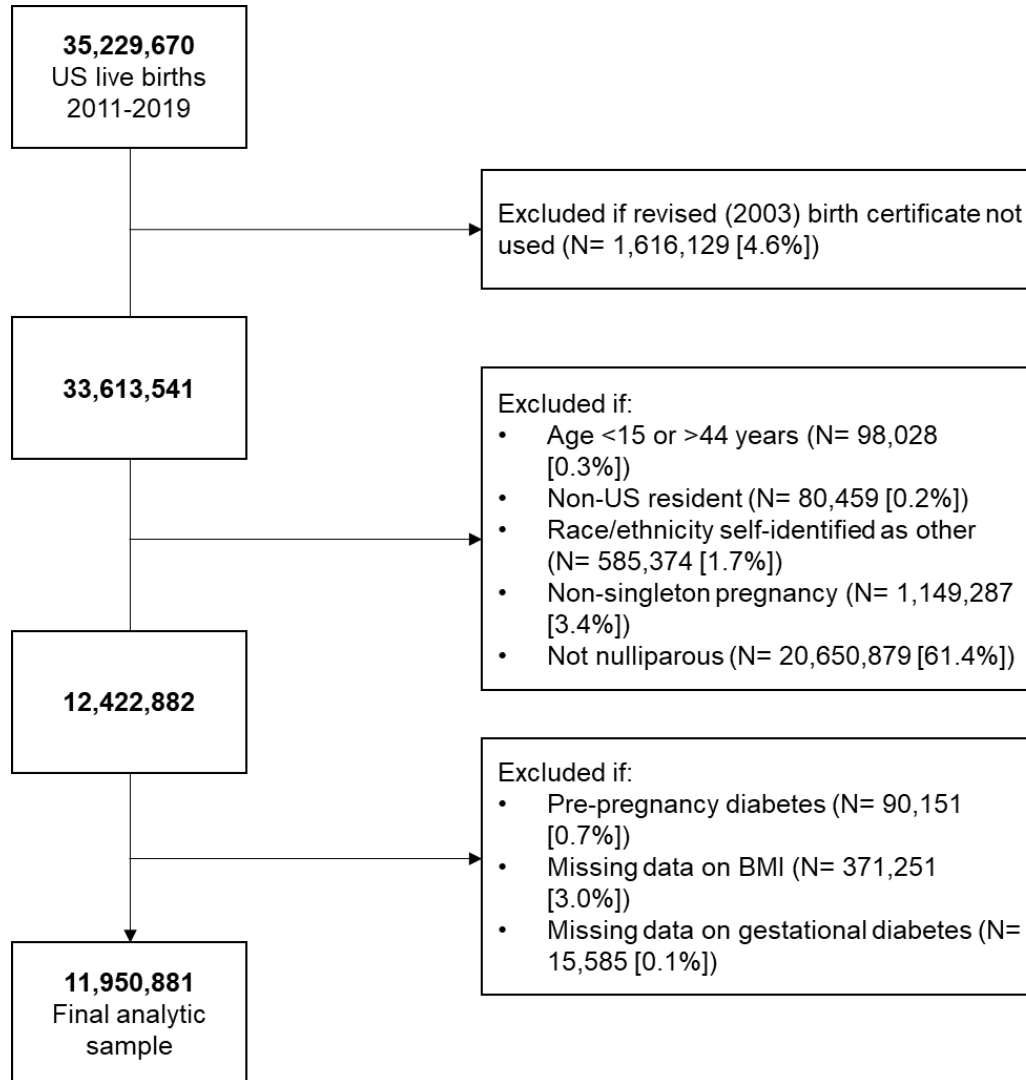 35,229,670
US live births
2011-2019
Excluded if revised (2003) birth certificate not
used (N= 1,616,129 [4.6%])
33,613,541
Excluded if:
• Age <15 or >44 years (N= 98,028
[0.3%])
• Non-US resident (N= 80,459 [0.2%])
• Race/ethnicity self-identified as other
(N= 585,374 [1.7%])
• Non-singleton pregnancy (N= 1,149,287
[3.4%])
• Not nulliparous (N= 20,650,879 [61.4%])
12,422,882
Excluded if:
• Pre-pregnancy diabetes (N= 90,151
[0.7%])
• Missing data on BMI (N= 371,251
[3.0%])
• Missing data on gestational diabetes (N=
15,585 [0.1%])
11,950,881
Final analytic
sample